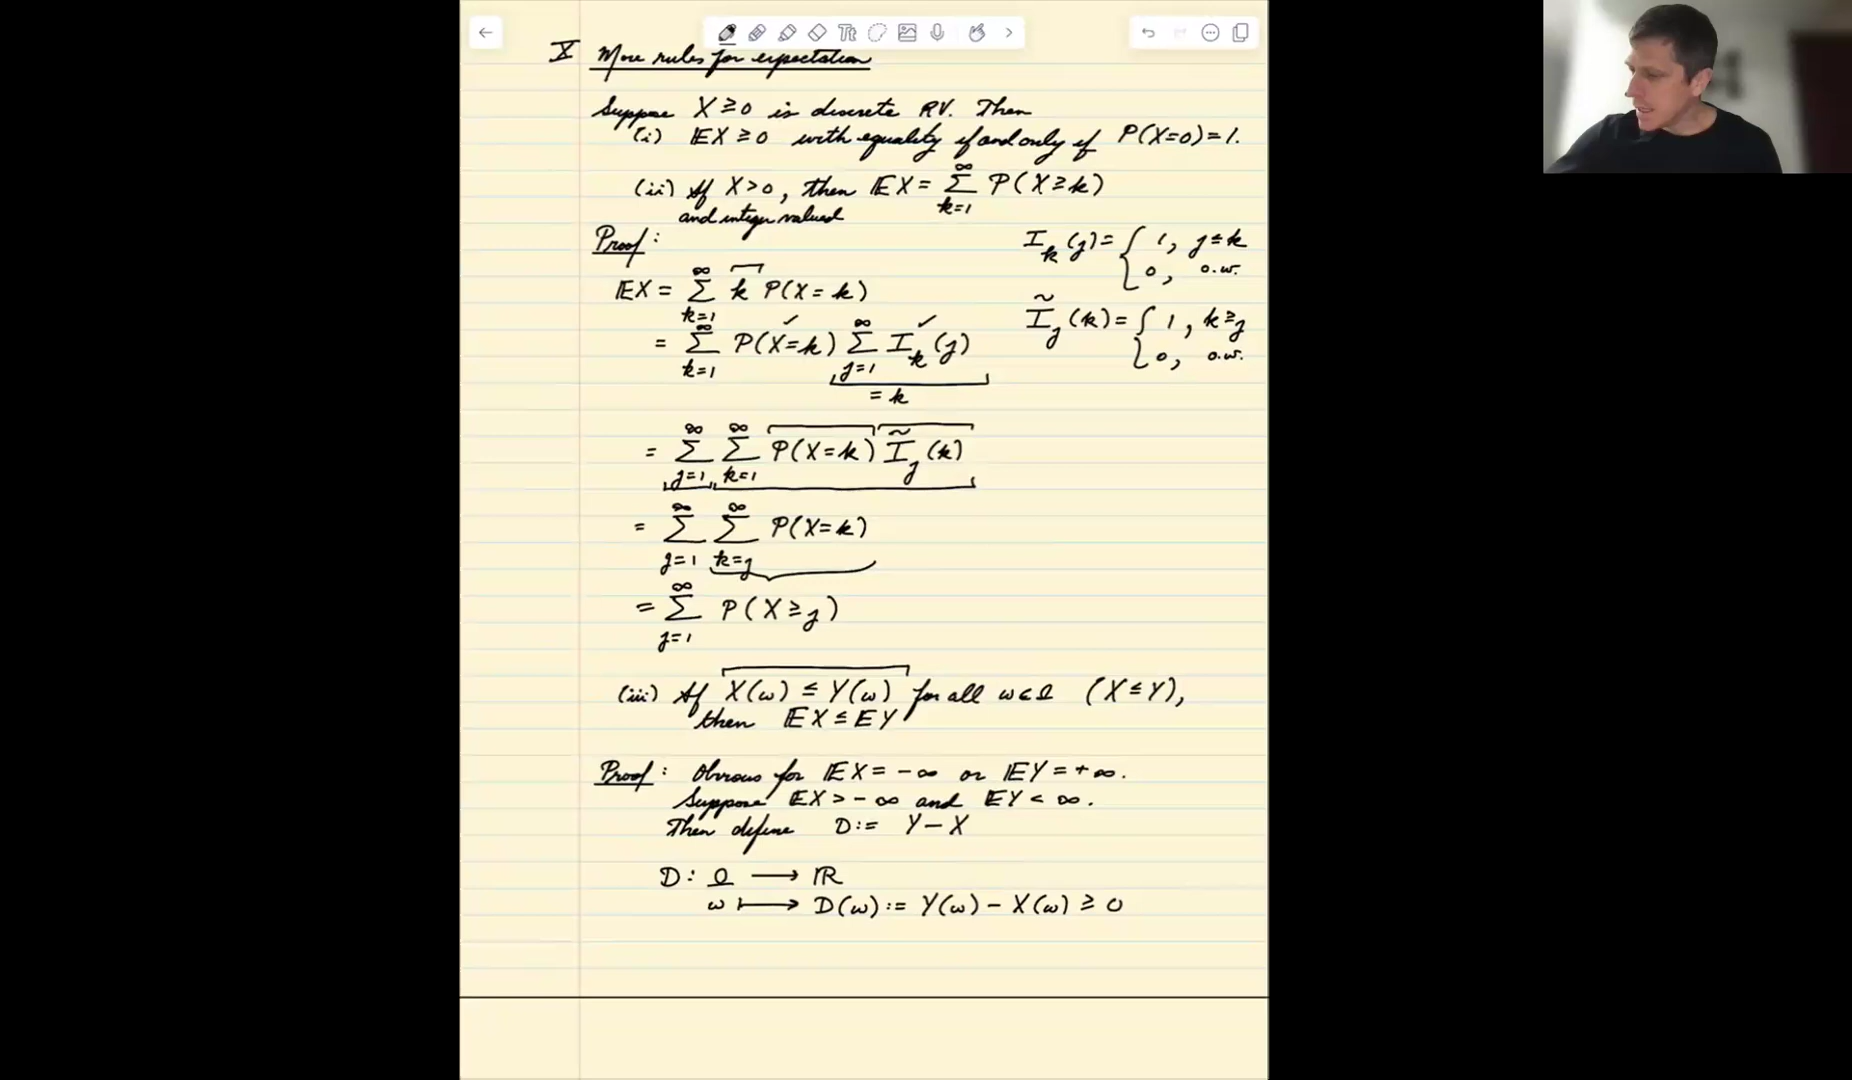 X More rules for expectation
Suppose X ≥ 0 is discrete RV. Then
(i) EX ≥ 0 with equality if and only if P(X=0)=1.
(ii) If X>0, then EX = ∑_{k=1}^{∞} P(X≥k)
and integer valued
Proof:
I_k(j) = { 1, j≤k
0, o.w.
EX = ∑_{k=1}^{∞} k P(X=k)
Ĩ_j(k) = { 1, k≥j
0, o.w.
= ∑_{k=1}^{∞} P(X=k) ∑_{j=1}^{∞} I_k(j)
= k
= ∑_{j=1}^{∞} ∑_{k=1}^{∞} P(X=k) Ĩ_j(k)
= ∑_{j=1}^{∞} ∑_{k=j}^{∞} P(X=k)
= ∑_{j=1}^{∞} P(X≥j)
(iii) If X(ω) ≤ Y(ω) for all ω∈Ω (X≤Y),
then EX ≤ EY
Proof: Obvious for EX = -∞ or EY = +∞.
Suppose EX > -∞ and EY < ∞.
Then define D := Y - X
D: Ω ⟶ ℝ
ω ⟼ D(ω) := Y(ω) - X(ω) ≥ 0